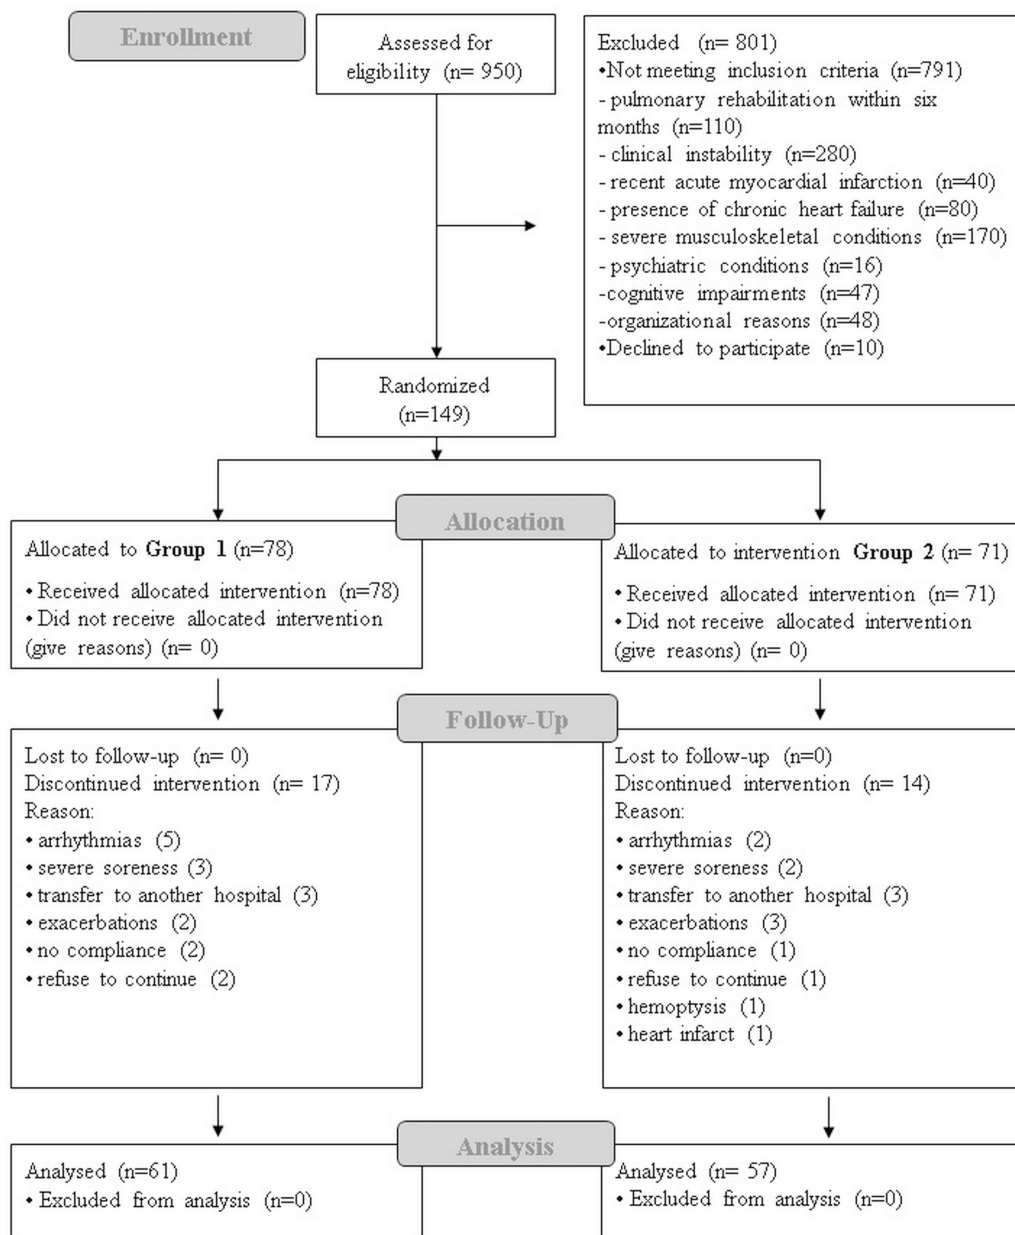 Enrollment
Assessed for
eligibility (n= 950)
Excluded (n= 801)
•Not meeting inclusion criteria (n=791)
- pulmonary rehabilitation within six
months (n=110)
- clinical instability (n=280)
- recent acute myocardial infarction (n=40)
- presence of chronic heart failure (n=80)
- severe musculoskeletal conditions (n=170)
- psychiatric conditions (n=16)
-cognitive impairments (n=47)
-organizational reasons (n=48)
•Declined to participate (n=10)
Randomized
(n=149)
Allocation
Allocated to Group 1 (n=78)
• Received allocated intervention (n=78)
• Did not receive allocated intervention
(give reasons) (n= 0)
Allocated to intervention Group 2 (n= 71)
• Received allocated intervention (n= 71)
• Did not receive allocated intervention
(give reasons) (n= 0)
Follow-Up
Lost to follow-up (n= 0)
Discontinued intervention (n= 17)
Reason:
• arrhythmias (5)
• severe soreness (3)
• transfer to another hospital (3)
• exacerbations (2)
• no compliance (2)
• refuse to continue (2)
Lost to follow-up (n=0)
Discontinued intervention (n= 14)
Reason:
• arrhythmias (2)
• severe soreness (2)
• transfer to another hospital (3)
• exacerbations (3)
• no compliance (1)
• refuse to continue (1)
• hemoptysis (1)
• heart infarct (1)
Analysis
Analysed (n=61)
• Excluded from analysis (n=0)
Analysed (n= 57)
• Excluded from analysis (n=0)